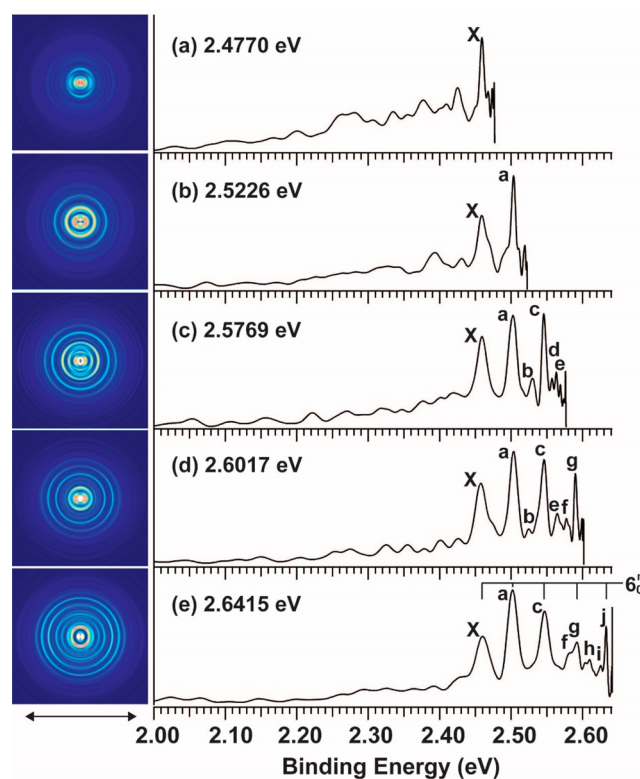 (a) 2.4770 eV
X
(b) 2.5226 eV
X
a
(c) 2.5769 eV
X
a
b
c
d
e
(d) 2.6017 eV
X
a
b
c
e
f
g
(e) 2.6415 eV
X
a
c
f
g
h
i
j
2.00 2.10 2.20 2.30 2.40 2.50 2.60
Binding Energy (eV)